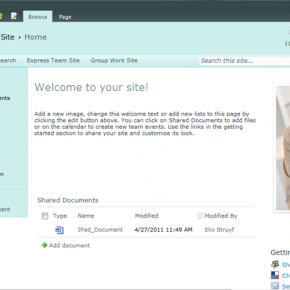 Browse Page
Site › Home
earch Express Team Site Group Work Site Search this site...
Welcome to your site!
Add a new image, change this welcome text or add new lists to this page by
clicking the edit button above. You can click on Shared Documents to add files
or on the calendar to create new team events. Use the links in the getting
started section to share your site and customize its look.
ents
n
tent
Shared Documents
Type Name Modified Modified By
IPad_Document 4/27/2011 11:49 AM Elio Struyf
Add document
Getti
Sh
Ch
Se